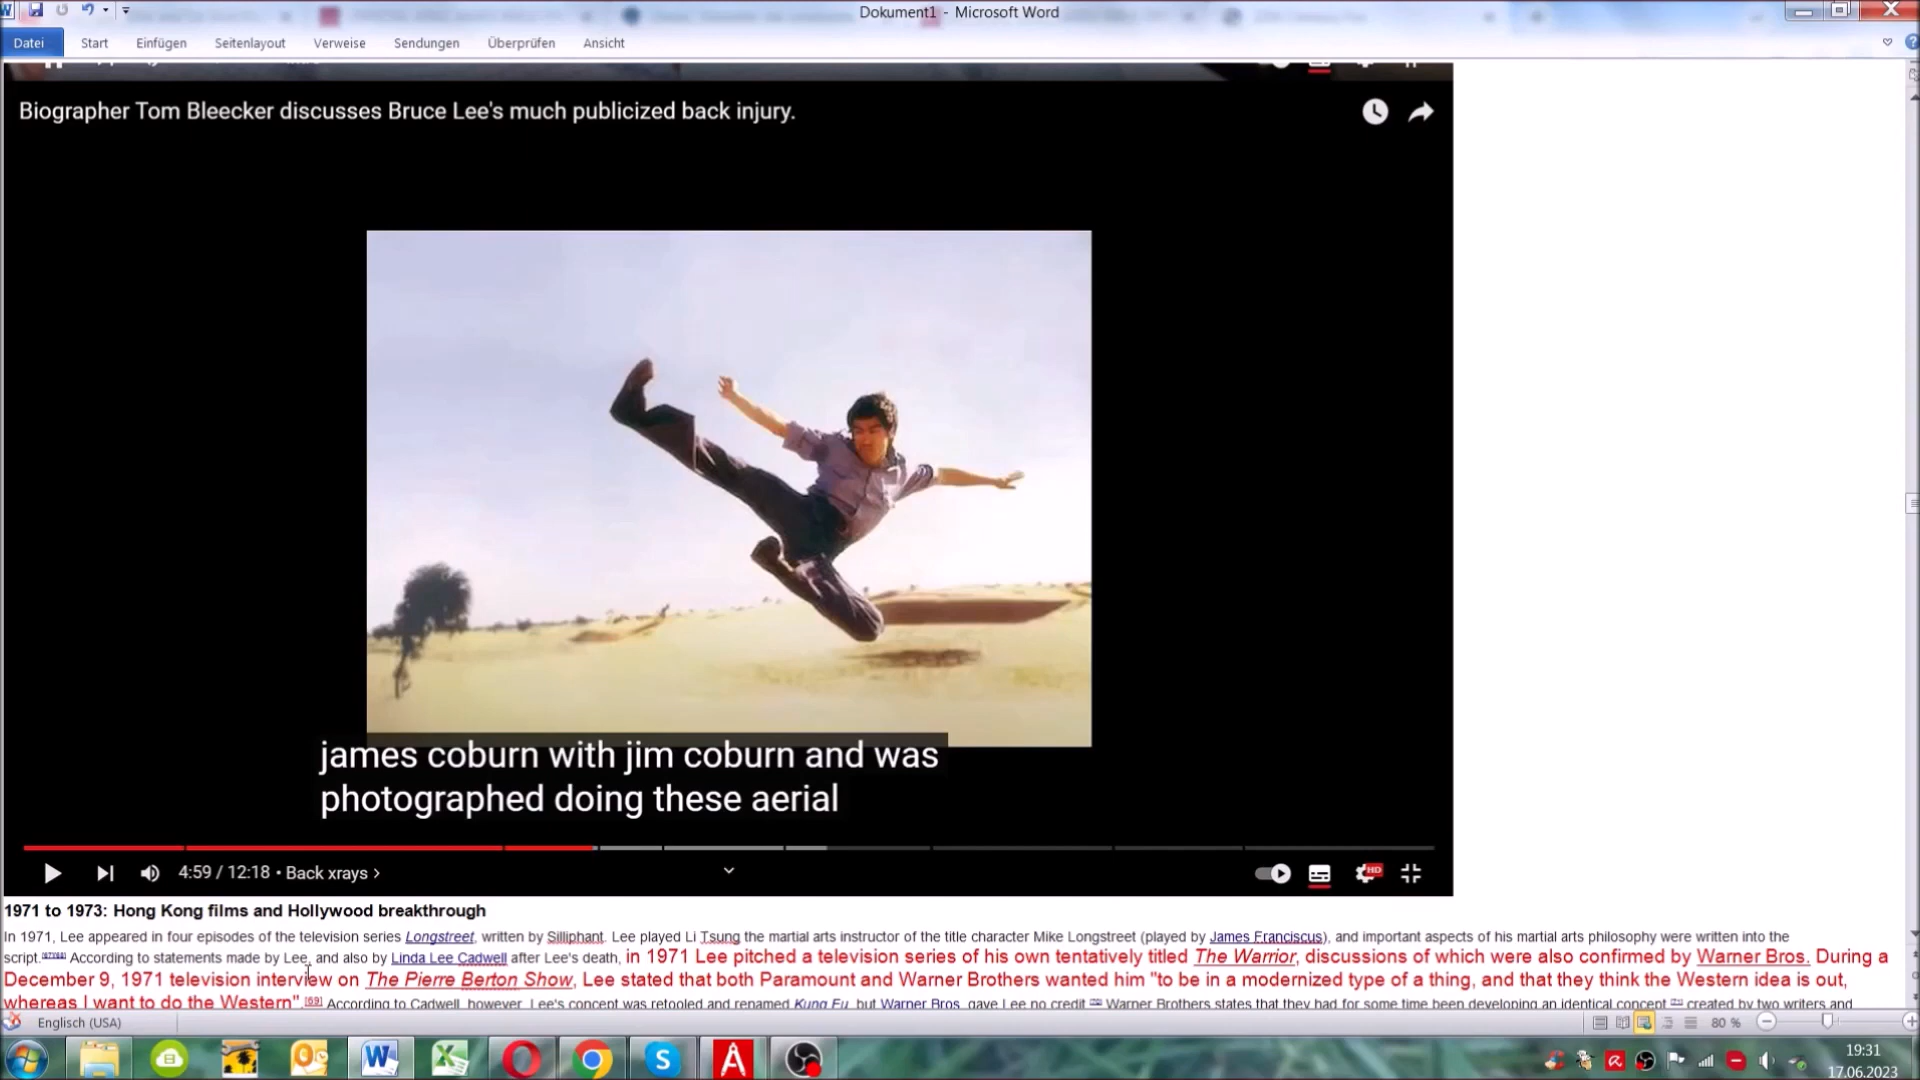 Dokument1 - Microsoft Word
Datei Start Einfügen Seitenlayout Verweise Sendungen Überprüfen Ansicht
Biographer Tom Bleecker discusses Bruce Lee's much publicized back injury.
james coburn with jim coburn and was
photographed doing these aerial
4:59 / 12:18 • Back xrays >
HD
1971 to 1973: Hong Kong films and Hollywood breakthrough
In 1971, Lee appeared in four episodes of the television series Longstreet, written by Silliphant. Lee played Li Tsung the martial arts instructor of the title character Mike Longstreet (played by James Franciscus), and important aspects of his martial arts philosophy were written into the
script. According to statements made by Lee, and also by Linda Lee Cadwell after Lee's death, in 1971 Lee pitched a television series of his own tentatively titled The Warrior, discussions of which were also confirmed by Warner Bros. During a
December 9, 1971 television interview on The Pierre Berton Show, Lee stated that both Paramount and Warner Brothers wanted him "to be in a modernized type of a thing, and that they think the Western idea is out,
whereas I want to do the Western". [69] According to Cadwell, however, Lee's concept was retooled and renamed Kung Fu, but Warner Bros. gave Lee no credit. Warner Brothers states that they had for some time been developing an identical concept, created by two writers and
Englisch (USA) 80 %
19:31
17.06.2023